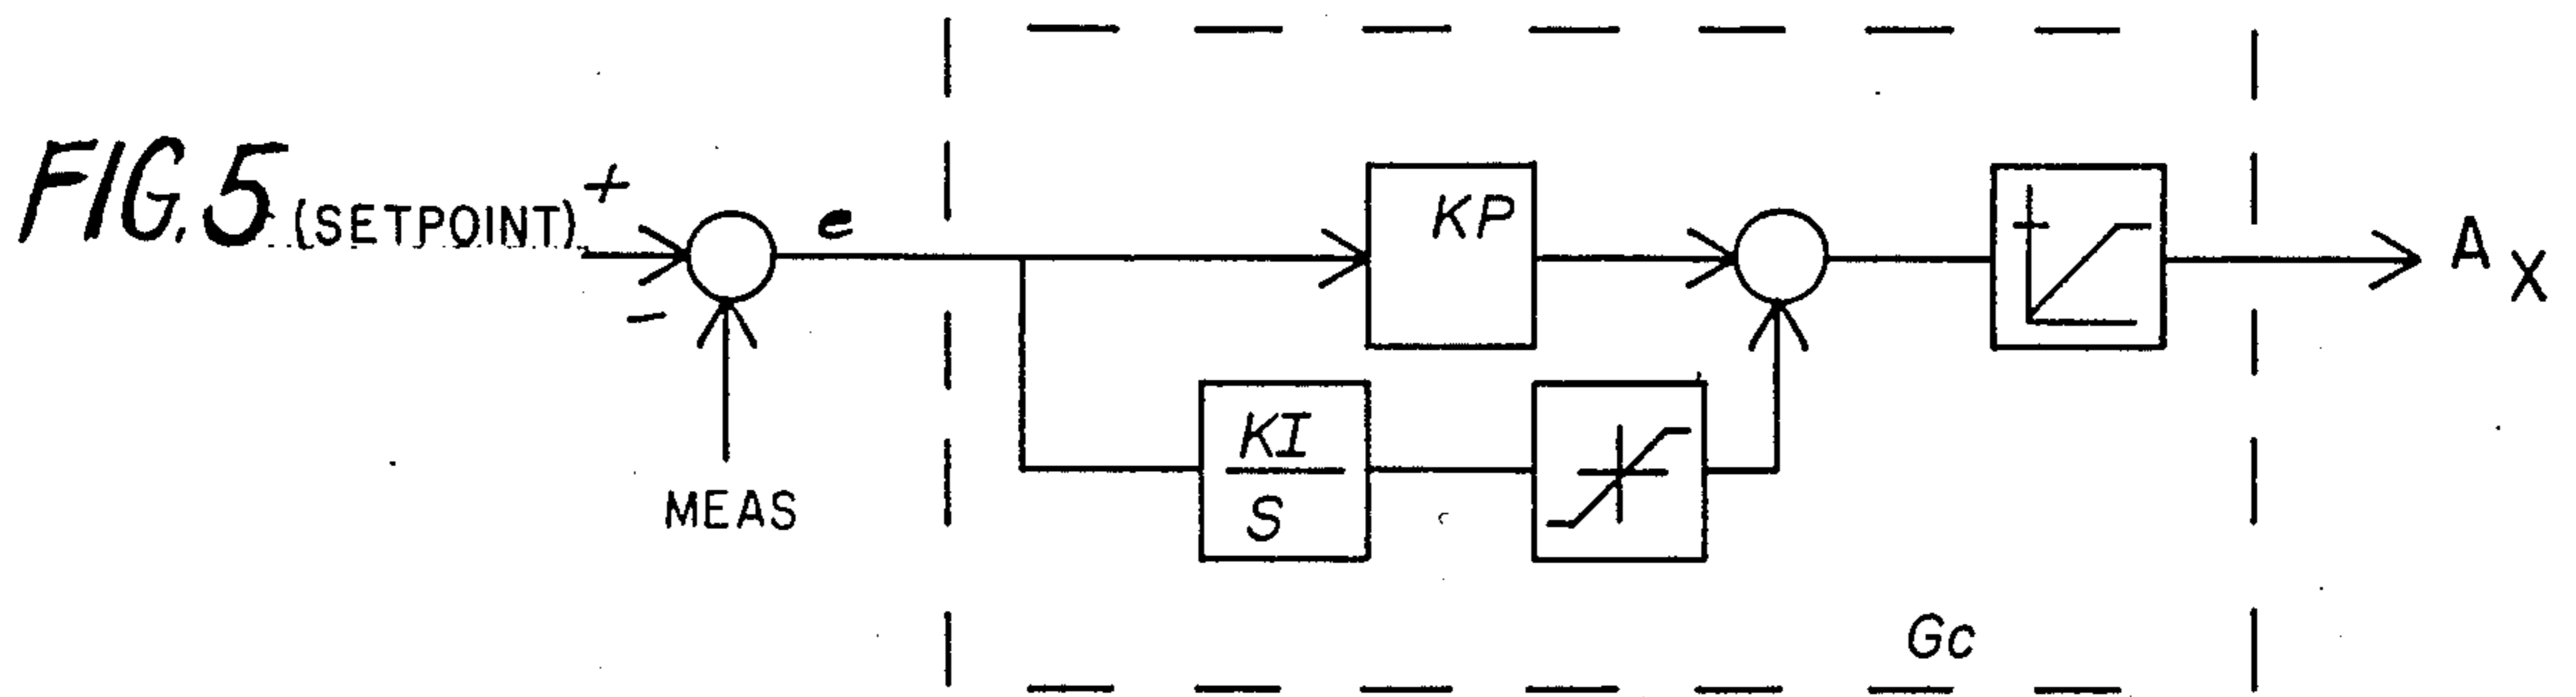 FIG. 5 (SETPOINT) + e KP A X
-
MEAS
KI
S
Gc